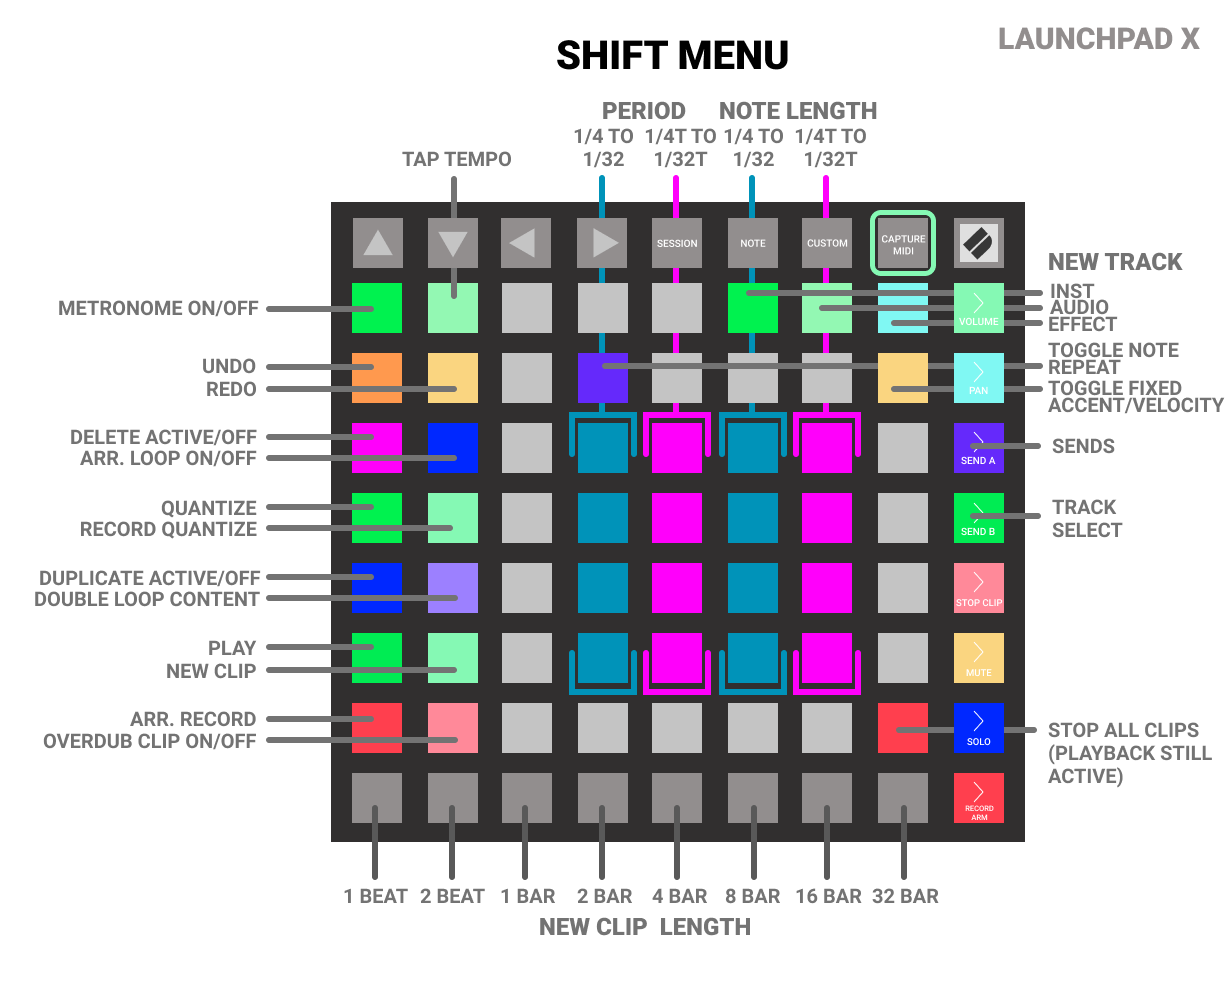 LAUNCHPAD X
SHIFT MENU
PERIOD
NOTE LENGTH
1/4 TO
1/32
1/4T TO
1/32T
1/4 TO
1/32
1/4T TO
1/32T
TAP TEMPO
SESSION
NOTE
CUSTOM
CAPTURE
MIDI
NEW TRACK
INST
AUDIO
EFFECT
METRONOME ON/OFF
VOLUME
TOGGLE NOTE
REPEAT
TOGGLE FIXED
ACCENT/VELOCITY
UNDO
REDO
PAN
DELETE ACTIVE/OFF
ARR. LOOP ON/OFF
SEND A
SENDS
QUANTIZE
RECORD QUANTIZE
SEND B
TRACK
SELECT
DUPLICATE ACTIVE/OFF
DOUBLE LOOP CONTENT
STOP CLIP
PLAY
NEW CLIP
MUTE
ARR. RECORD
OVERDUB CLIP ON/OFF
SOLO
STOP ALL CLIPS
(PLAYBACK STILL
ACTIVE)
RECORD
ARM
1 BEAT
2 BEAT
1 BAR
2 BAR
4 BAR
8 BAR
16 BAR
32 BAR
NEW CLIP LENGTH